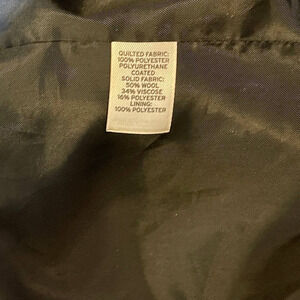 QUILTED FABRIC:
100% POLYESTER
POLYURETHANE
COATED
SOLID FABRIC:
50% WOOL
34% VISCOSE
16% POLYESTER
LINING:
100% POLYESTER